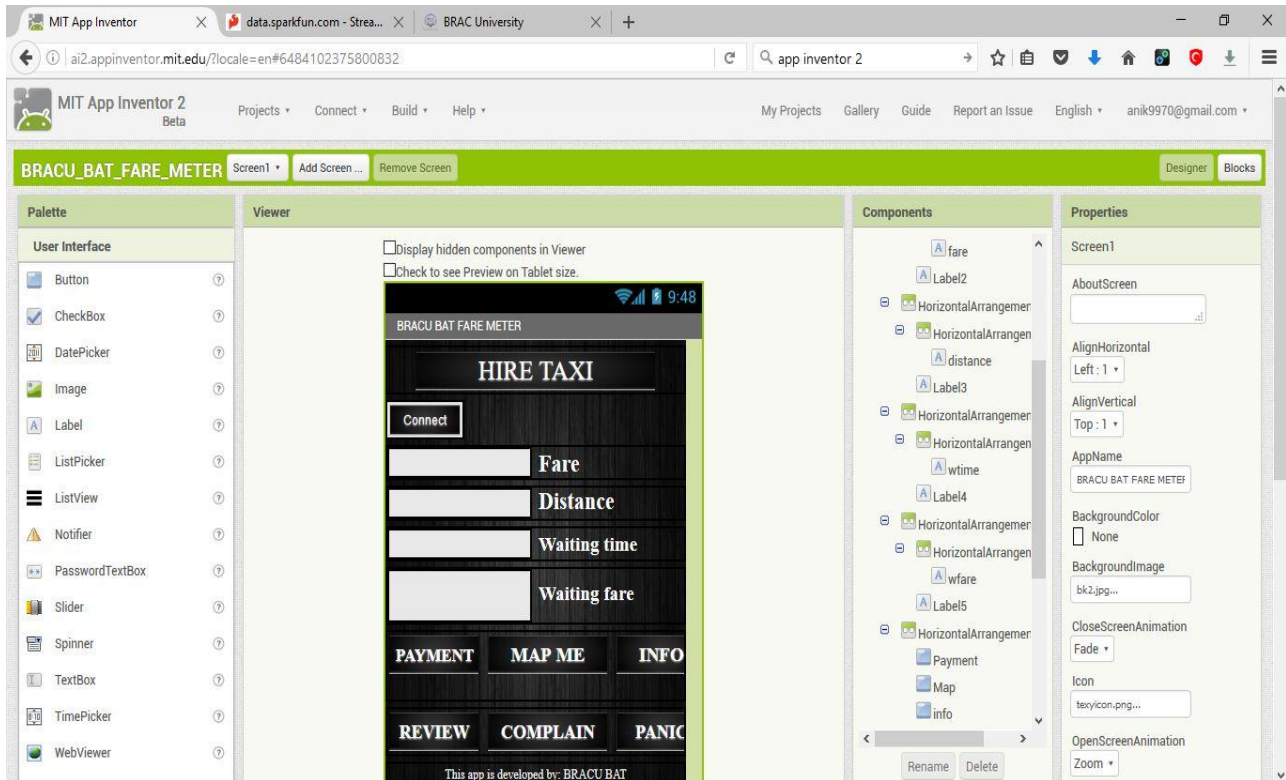 MIT App Inventor
data.sparkfun.com - Strea...
BRAC University
ai2.appinventor.mit.edu/?locale=en#6484102375800832
app inventor 2
MIT App Inventor 2
Beta
Projects
Connect
Build
Help
My Projects
Gallery
Guide
Report an Issue
English
anik9970@gmail.com
BRACU_BAT_FARE_METER
Screen1
Add Screen ...
Remove Screen
Designer
Blocks
Palette
User Interface
Button
CheckBox
DatePicker
Image
Label
ListPicker
ListView
Notifier
PasswordTextBox
Slider
Spinner
TextBox
TimePicker
WebViewer
Viewer
Display hidden components in Viewer
Check to see Preview on Tablet size.
9:48
BRACU BAT FARE METER
HIRE TAXI
Connect
Fare
Distance
Waiting time
Waiting fare
PAYMENT MAP ME INFO
REVIEW COMPLAIN PANIC
This app is developed by: BRACU BAT
Components
fare
Label2
HorizontalArrangemer
HorizontalArrangen
distance
Label3
HorizontalArrangemer
HorizontalArrangen
wtime
Label4
HorizontalArrangemer
HorizontalArrangen
wfare
Label5
HorizontalArrangemer
Payment
Map
info
Rename
Delete
Properties
Screen1
AboutScreen
AlignHorizontal
Left : 1
AlignVertical
Top : 1
AppName
BRACU BAT FARE METEF
BackgroundColor
None
BackgroundImage
bk2.jpg...
CloseScreenAnimation
Fade
Icon
texyicon.png...
OpenScreenAnimation
Zoom